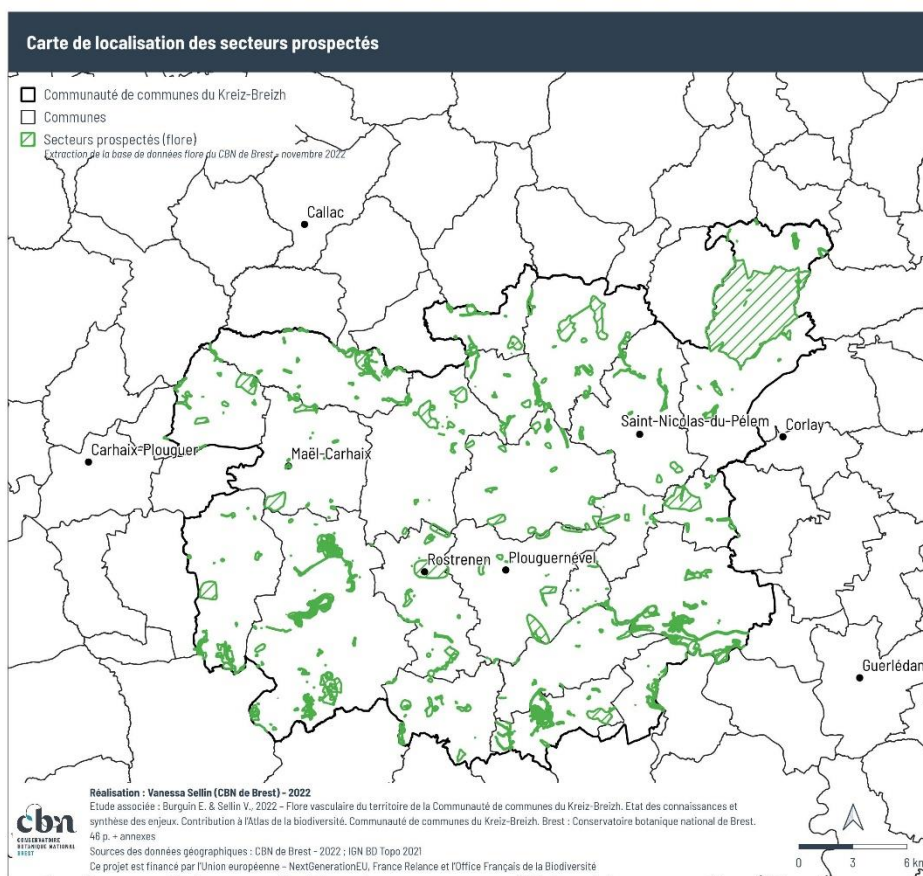 Carte de localisation des secteurs prospectés
Communauté de communes du Kreiz-Breizh
Communes
Secteurs prospectés (flore)
Extraction de la base de données flore du CBN de Brest - novembre 2022
Callac
Saint-Nicolas-du-Pélem
Corlay
Carhaix-Plouguer
Maël-Carhaix
Rostrenen
Plouguernével
Guerlédan
Réalisation : Vanessa Sellin (CBN de Brest) - 2022
Etude associée : Burguin E. & Sellin V., 2022 - Flore vasculaire du territoire de la Communauté de communes du Kreiz-Breizh. Etat des connaissances et
synthèse des enjeux. Contribution à l'Atlas de la biodiversité. Communauté de communes du Kreiz-Breizh. Brest : Conservatoire botanique national de Brest.
46 p. + annexes
Sources des données géographiques : CBN de Brest - 2022 ; IGN BD Topo 2021
Ce projet est financé par l'Union européenne - NextGenerationEU, France Relance et l'Office Français de la Biodiversité
cbn
CONSERVATOIRE
BOTANIQUE NATIONAL
BREST
0 3 6 km